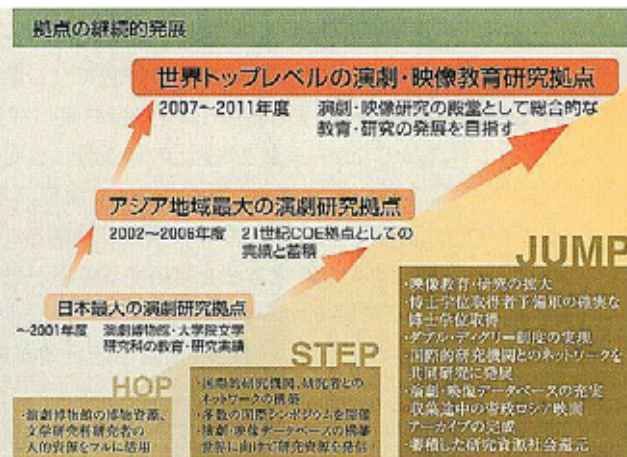 拠点の継続的発展
世界トップレベルの演劇・映像教育研究拠点
2007～2011年度 演劇・映像研究の殿堂として総合的な
教育・研究の発展を目指す
アジア地域最大の演劇研究拠点
2002～2006年度 21世紀COE拠点としての
実績と蓄積
日本最大の演劇研究拠点
～2001年度 演劇博物館・大学院文学
研究科の教育・研究実績
HOP
・演劇博物館の博物資源、
文学研究科研究者の
人的資源をフルに活用
STEP
・国際的研究機関、研究者との
ネットワークの構築
・多数の国際シンポジウムを開催
・演劇・映像データベースの構築
世界に向けて研究資源を発信
JUMP
・映像教育・研究の拡大
・博士学位取得者予備軍の確実な
博士学位取得
・ダブル・ディグリー制度の実現
・国際的研究機関とのネットワークを
共同研究に発展
・演劇・映像データベースの充実
・収集途中の帝政ロシア映画
アーカイブの完成
・蓄積した研究資源社会還元